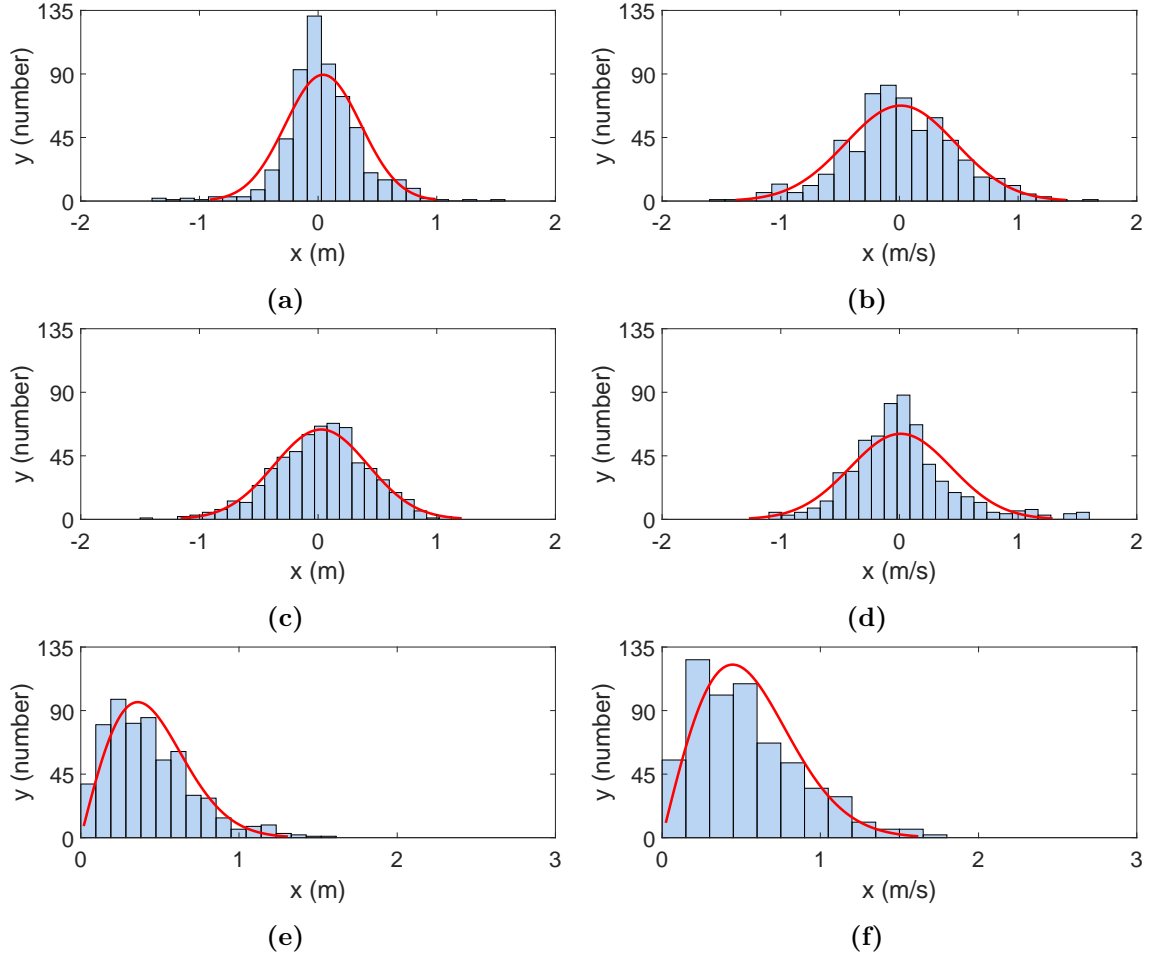 135 135
90 90
45 45
0 0
y (number) y (number)
-2 -1 0 1 2 -2 -1 0 1 2
x (m) x (m/s)
(a) (b)
135 135
90 90
45 45
0 0
y (number) y (number)
-2 -1 0 1 2 -2 -1 0 1 2
x (m) x (m/s)
(c) (d)
135 135
90 90
45 45
0 0
y (number) y (number)
0 1 2 3 0 1 2 3
x (m) x (m/s)
(e) (f)